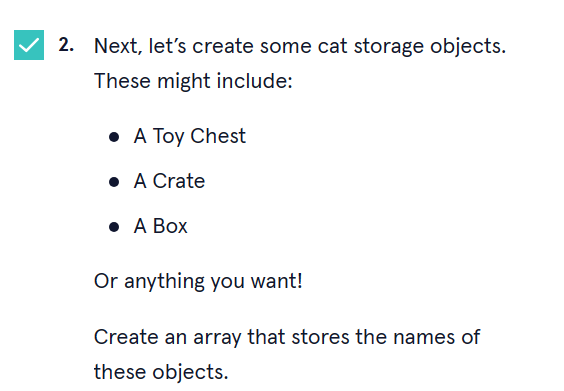 2. Next, let's create some cat storage objects.
These might include:
● A Toy Chest
● A Crate
● A Box
Or anything you want!
Create an array that stores the names of
these objects.